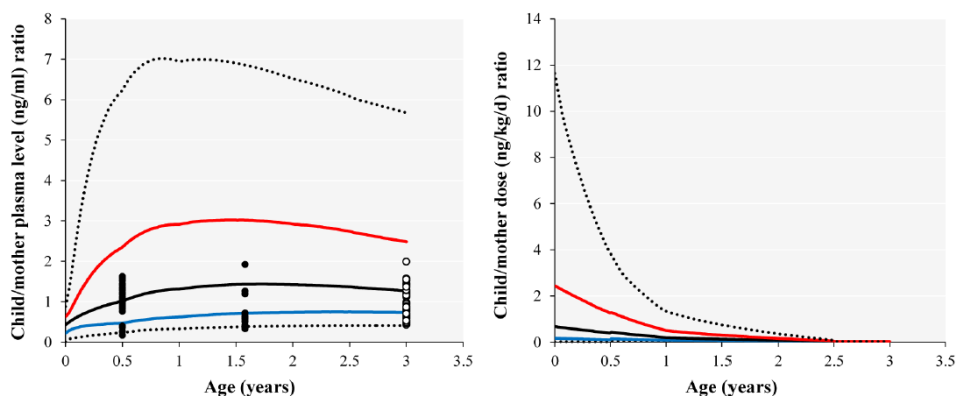 Child/mother plasma level (ng/ml) ratio
8
7
6
5
4
3
2
1
0
0 0.5 1 1.5 2 2.5 3 3.5
Age (years)
Child/mother dose (ng/kg/d) ratio
14
12
10
8
6
4
2
0
0 0.5 1 1.5 2 2.5 3 3.5
Age (years)